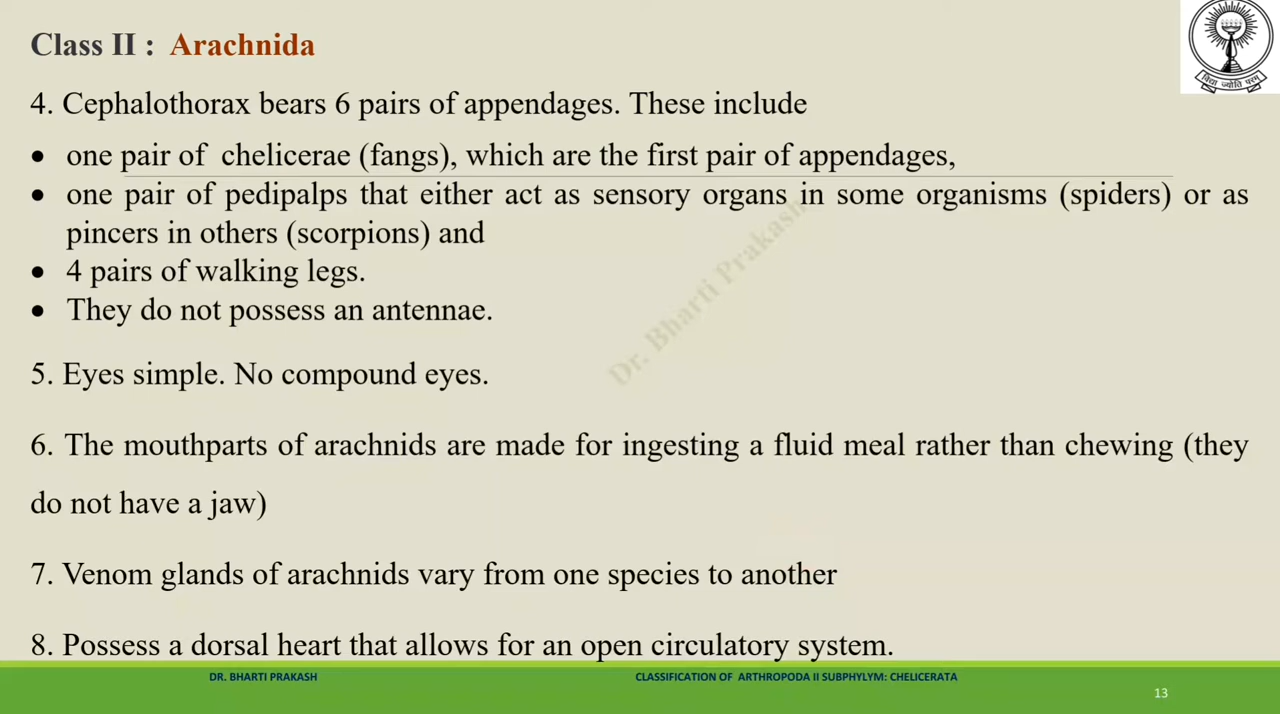 Class II : Arachnida
4. Cephalothorax bears 6 pairs of appendages. These include
• one pair of chelicerae (fangs), which are the first pair of appendages,
• one pair of pedipalps that either act as sensory organs in some organisms (spiders) or as
pincers in others (scorpions) and
• 4 pairs of walking legs.
• They do not possess an antennae.
5. Eyes simple. No compound eyes.
6. The mouthparts of arachnids are made for ingesting a fluid meal rather than chewing (they
do not have a jaw)
7. Venom glands of arachnids vary from one species to another
8. Possess a dorsal heart that allows for an open circulatory system.
Dr. Bharti Prakash
विद्या ज्योति परम्
DR. BHARTI PRAKASH
CLASSIFICATION OF ARTHROPODA II SUBPHYLYM: CHELICERATA
13